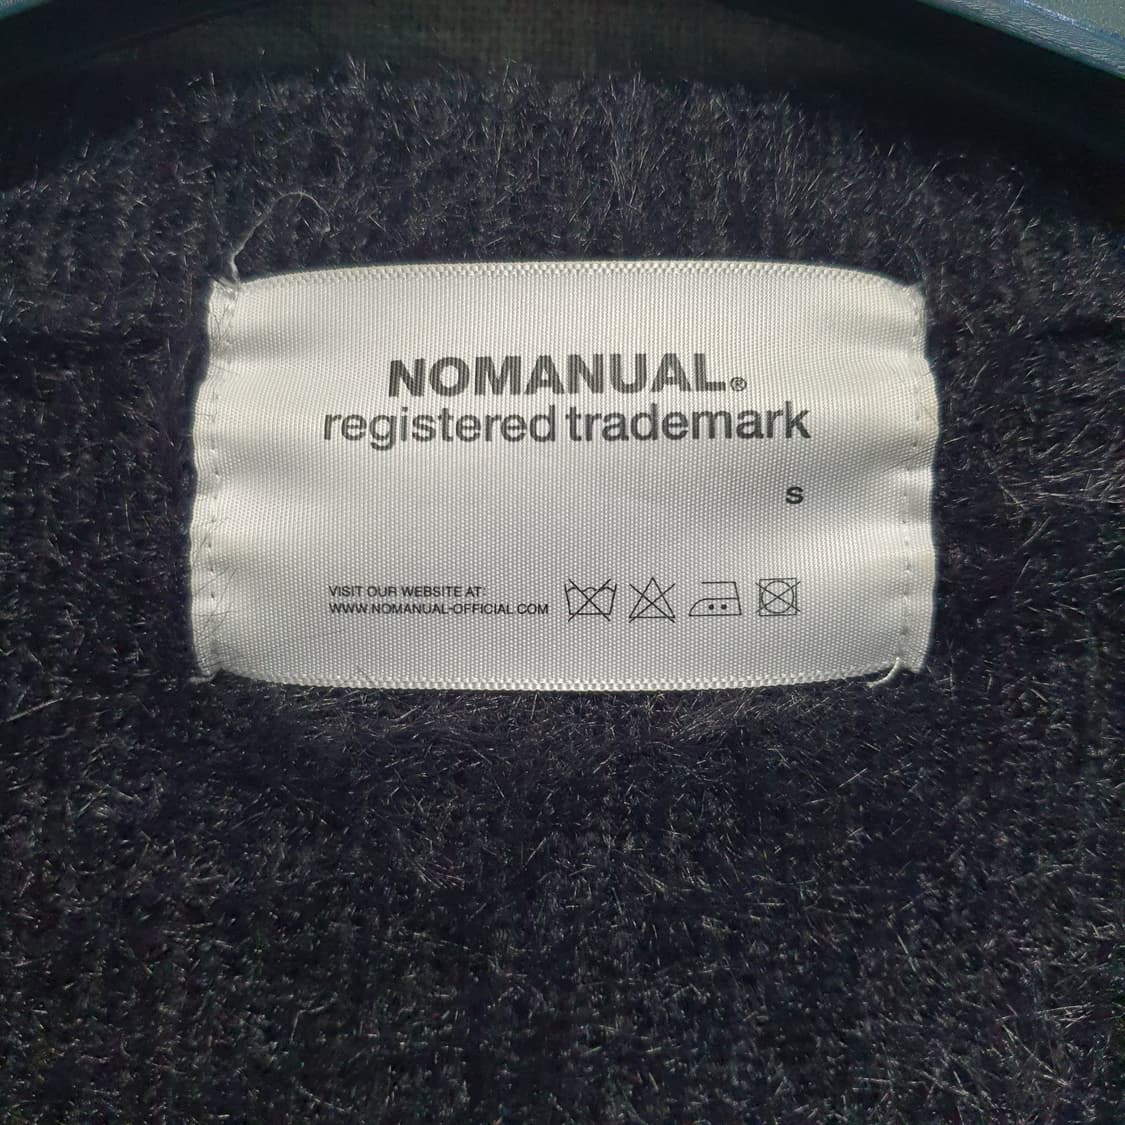 NOMANUAL®
registered trademark
S
VISIT OUR WEBSITE AT:
WWW.NOMANUAL-OFFICIAL.COM